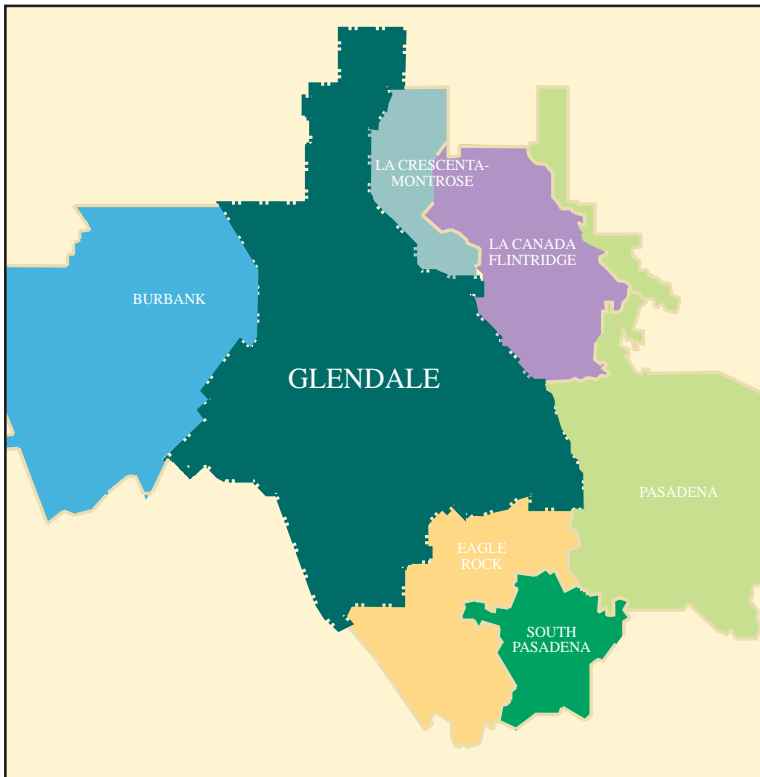 LA CRESCENTA-
MONTROSE
LA CANADA
FLINTRIDGE
BURBANK
GLENDALE
PASADENA
EAGLE
ROCK
SOUTH
PASADENA